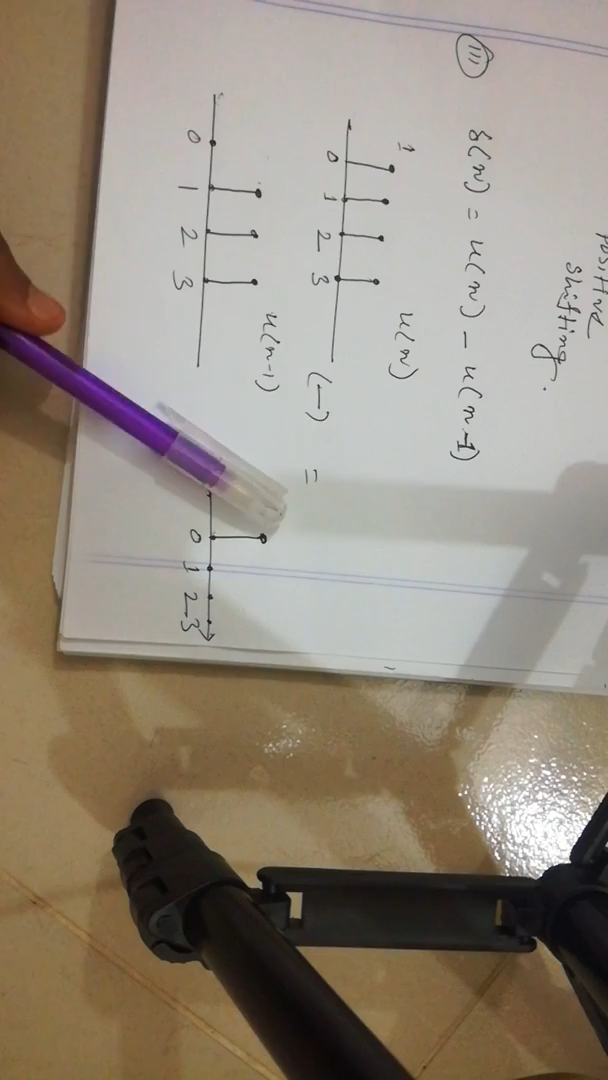 Positive
shifting.
(iii) δ(n) = u(n) - u(n-1)
1
0 1 2 3 u(n)
(-) =
0 1 2 3 u(n-1)
0 1 2 3